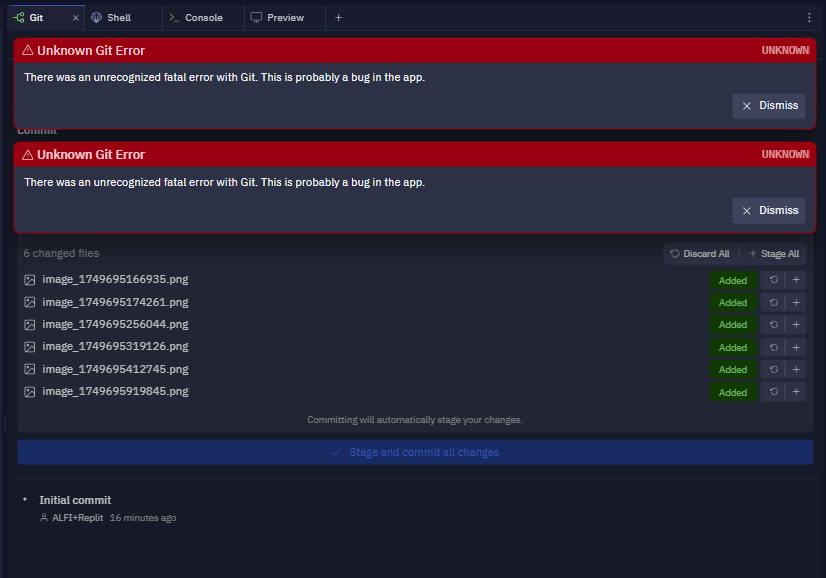 Git Shell Console Preview
Unknown Git Error UNKNOWN
There was an unrecognized fatal error with Git. This is probably a bug in the app.
Dismiss
Commit
Unknown Git Error UNKNOWN
There was an unrecognized fatal error with Git. This is probably a bug in the app.
Dismiss
6 changed files Discard All + Stage All
image_1749695166935.png Added
image_1749695174261.png Added
image_1749695256044.png Added
image_1749695319126.png Added
image_1749695412745.png Added
image_1749695919845.png Added
Committing will automatically stage your changes.
Stage and commit all changes
• Initial commit
ALFI+Replit 16 minutes ago